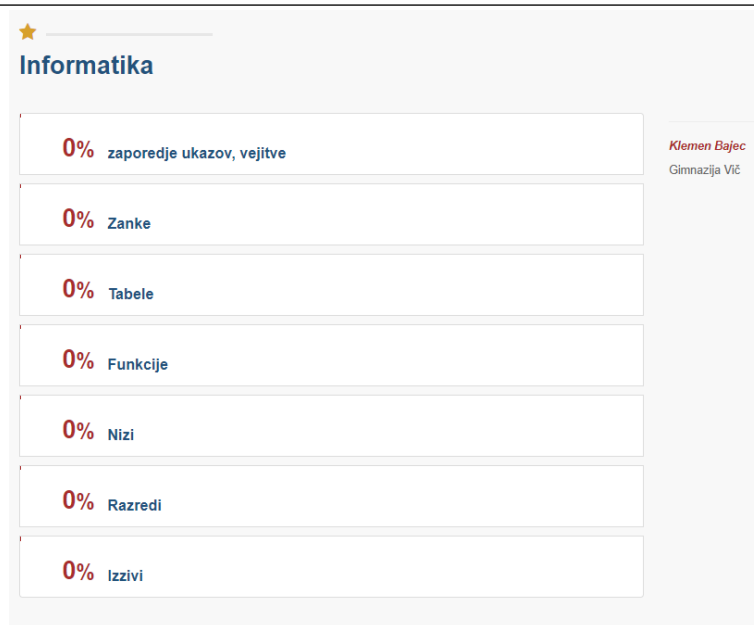 Informatika
0% zaporedje ukazov, vejitve
0% Zanke
0% Tabele
0% Funkcije
0% Nizi
0% Razredi
0% Izzivi
Klemen Bajec
Gimnazija Vič